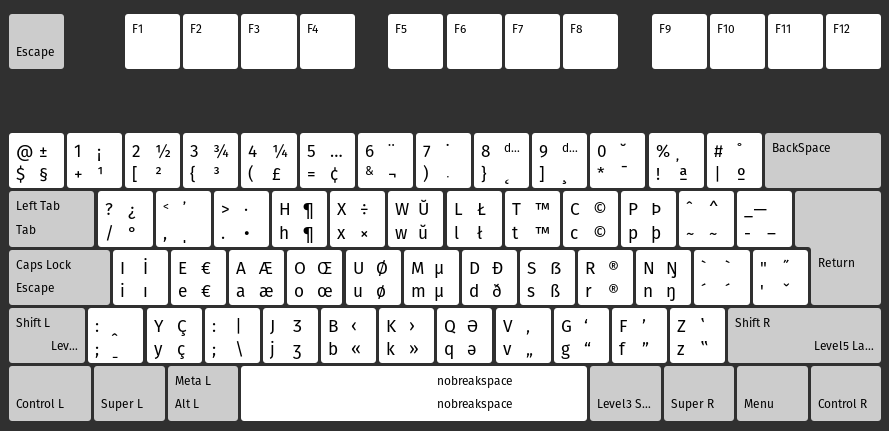 F1 F2 F3 F4 F5 F6 F7 F8 F9 F10 F11 F12
Escape
@ ± 1 ¡ 2 ½ 3 ¾ 4 ¼ 5 … 6 ¨ 7 ˙ 8 d... 9 d... 0 ˘ % # ˚ BackSpace
$ § + ¹ [ ² { ³ ( £ = ¢ & ¬ ) . } ˛ ] ¸ * ¯ ! ª | º
Left Tab ? ¿ < > · H ¶ X ÷ W Ŭ L Ł T ™ C © P Þ ˆ ^ _ —
Tab / ° , . • h ¶ x × w ŭ l ł t ™ c © p þ ~ ~ - –
Caps Lock I İ E € A Æ O Œ U Ø M µ D Ð S ß R ® N Ŋ ` ` " ˝ Return
Escape i ı e € a æ o œ u ø m µ d ð s ß r ® n ŋ ´ ´ ' ˇ
Shift L : Y Ç : | J Ʒ B ‹ K › Q Ə V ‚ G ‘ F ’ Z ‛ Shift R
Lev... ; y ç ; \ j ʒ b « k » q ə v „ g “ f ” z ‟ Level5 La...
Meta L nobreakspace
Control L Super L Alt L nobreakspace Level3 S... Super R Menu Control R